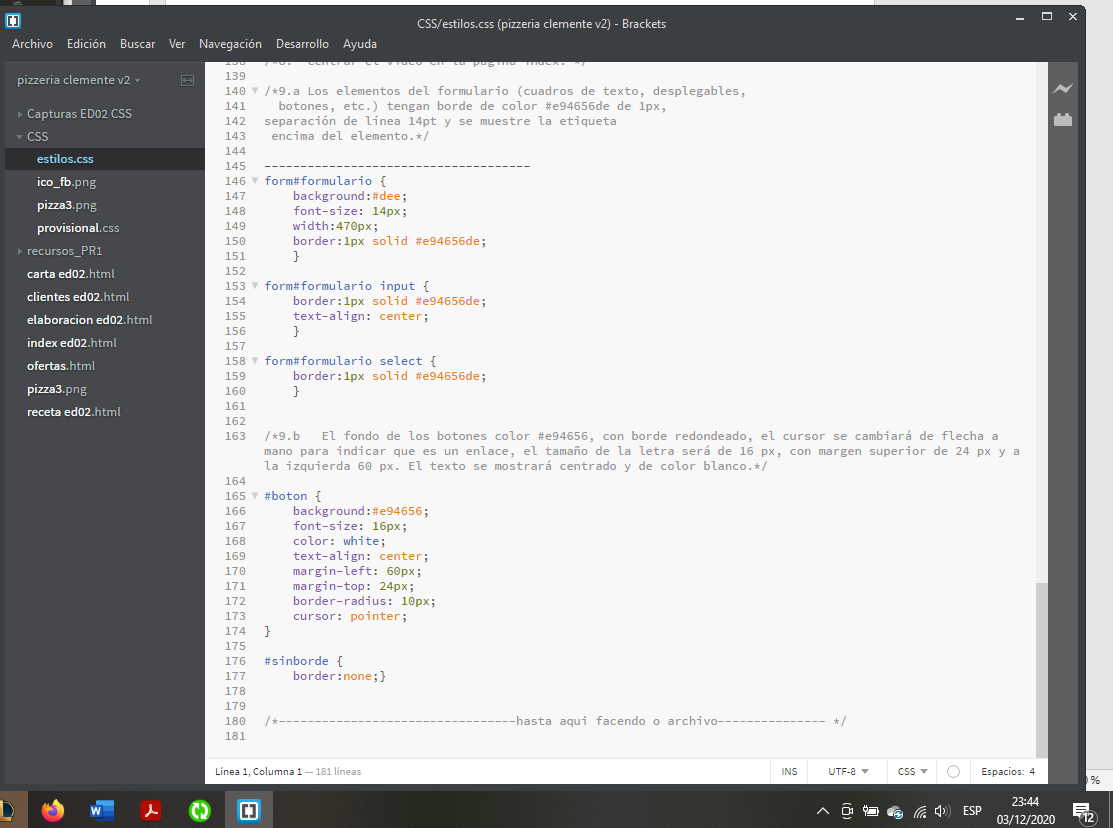 CSS/estilos.css (pizzeria clemente v2) - Brackets
Archivo Edición Buscar Ver Navegación Desarrollo Ayuda
pizzeria clemente v2
Capturas ED02 CSS
CSS
estilos.css
ico_fb.png
pizza3.png
provisional.css
recursos_PR1
carta ed02.html
clientes ed02.html
elaboracion ed02.html
index ed02.html
ofertas.html
pizza3.png
receta ed02.html
138 /*8. Centrar el video en la pagina index. */
139
140 /*9.a Los elementos del formulario (cuadros de texto, desplegables,
141 botones, etc.) tengan borde de color #e94656de de 1px,
142 separación de línea 14pt y se muestre la etiqueta
143 encima del elemento.*/
144
145 -------------------------------------
146 form#formulario {
147 background:#dee;
148 font-size: 14px;
149 width:470px;
150 border:1px solid #e94656de;
151 }
152
153 form#formulario input {
154 border:1px solid #e94656de;
155 text-align: center;
156 }
157
158 form#formulario select {
159 border:1px solid #e94656de;
160 }
161
162
163 /*9.b El fondo de los botones color #e94656, con borde redondeado, el cursor se cambiará de flecha a
mano para indicar que es un enlace, el tamaño de la letra será de 16 px, con margen superior de 24 px y a
la izquierda 60 px. El texto se mostrará centrado y de color blanco.*/
164
165 #boton {
166 background:#e94656;
167 font-size: 16px;
168 color: white;
169 text-align: center;
170 margin-left: 60px;
171 margin-top: 24px;
172 border-radius: 10px;
173 cursor: pointer;
174 }
175
176 #sinborde {
177 border:none;}
178
179
180 /*---------------------------------hasta aqui facendo o archivo--------------- */
181
Línea 1, Columna 1 — 181 líneas
INS UTF-8 CSS Espacios: 4
%
ESP
23:44
03/12/2020
12